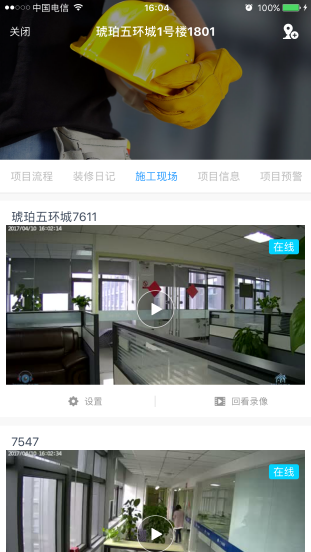 中国电信 16:04 100%
关闭 琥珀五环城1号楼1801
项目流程 装修日记 施工现场 项目信息 项目预警
琥珀五环城7611
2017/04/10 16:02:14
在线
设置 回看录像
7547
2017/04/10 16:02:34
在线